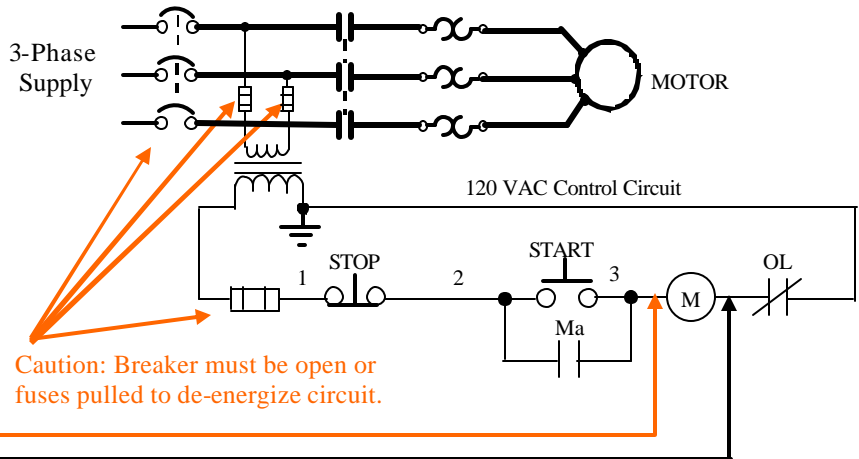 3-Phase
Supply
MOTOR
120 VAC Control Circuit
1
STOP
2
START
3
M
OL
Ma
Caution: Breaker must be open or
fuses pulled to de-energize circuit.